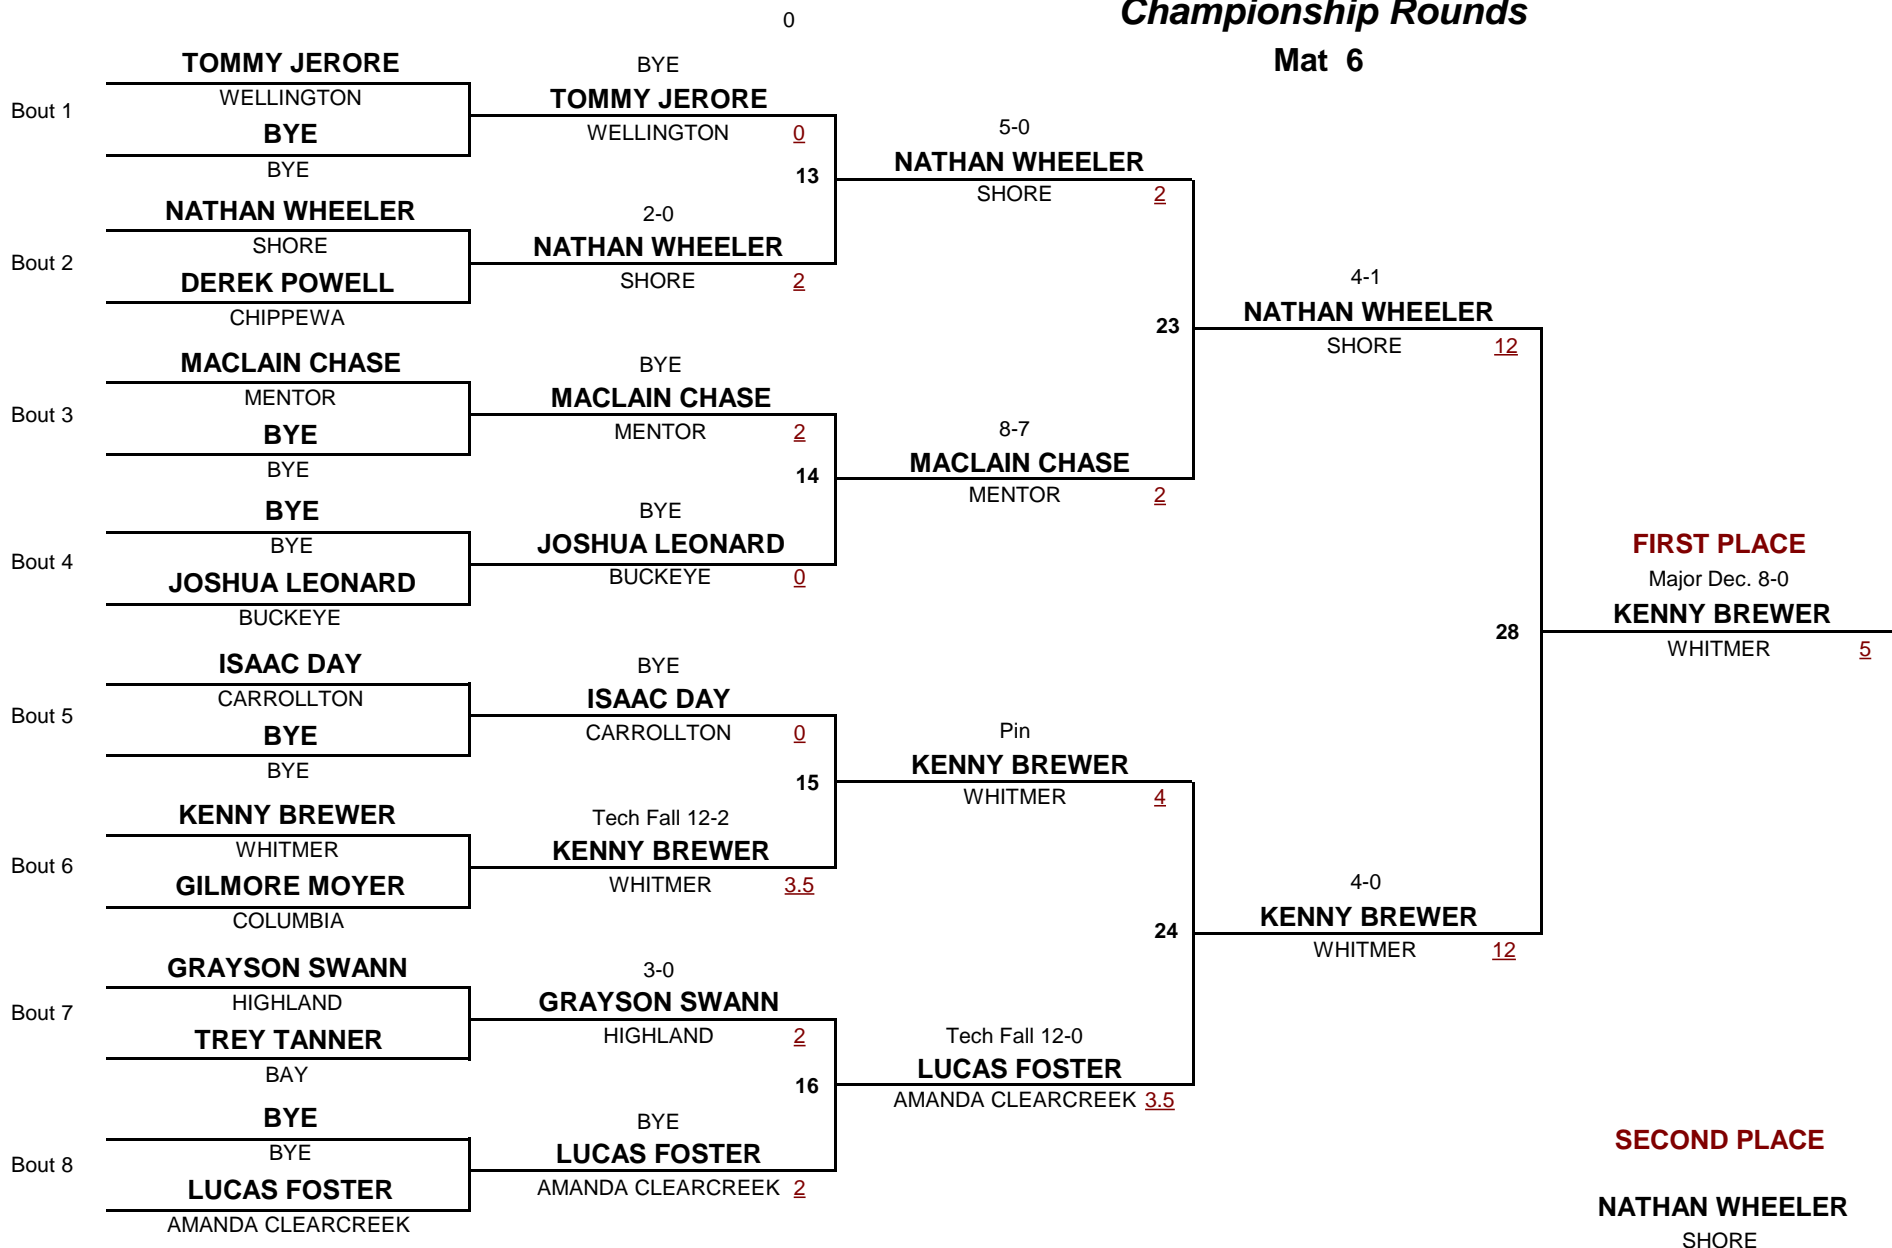 Championship Rounds
0
Mat 6
TOMMY JERORE
WELLINGTON
Bout 1
BYE
BYE
NATHAN WHEELER
SHORE
Bout 2
DEREK POWELL
CHIPPEWA
MACLAIN CHASE
MENTOR
Bout 3
BYE
BYE
BYE
BYE
Bout 4
JOSHUA LEONARD
BUCKEYE
ISAAC DAY
CARROLLTON
Bout 5
BYE
BYE
KENNY BREWER
WHITMER
Bout 6
GILMORE MOYER
COLUMBIA
GRAYSON SWANN
HIGHLAND
Bout 7
TREY TANNER
BAY
BYE
BYE
Bout 8
LUCAS FOSTER
AMANDA CLEARCREEK
BYE
TOMMY JERORE
WELLINGTON 0
13
2-0
NATHAN WHEELER
SHORE 2
BYE
MACLAIN CHASE
MENTOR 2
14
BYE
JOSHUA LEONARD
BUCKEYE 0
BYE
ISAAC DAY
CARROLLTON 0
15
Tech Fall 12-2
KENNY BREWER
WHITMER 3.5
3-0
GRAYSON SWANN
HIGHLAND 2
16
BYE
LUCAS FOSTER
AMANDA CLEARCREEK 2
5-0
NATHAN WHEELER
SHORE 2
23
8-7
MACLAIN CHASE
MENTOR 2
Pin
KENNY BREWER
WHITMER 4
24
Tech Fall 12-0
LUCAS FOSTER
AMANDA CLEARCREEK 3.5
4-1
NATHAN WHEELER
SHORE 12
28
4-0
KENNY BREWER
WHITMER 12
FIRST PLACE
Major Dec. 8-0
KENNY BREWER
WHITMER 5
SECOND PLACE
NATHAN WHEELER
SHORE